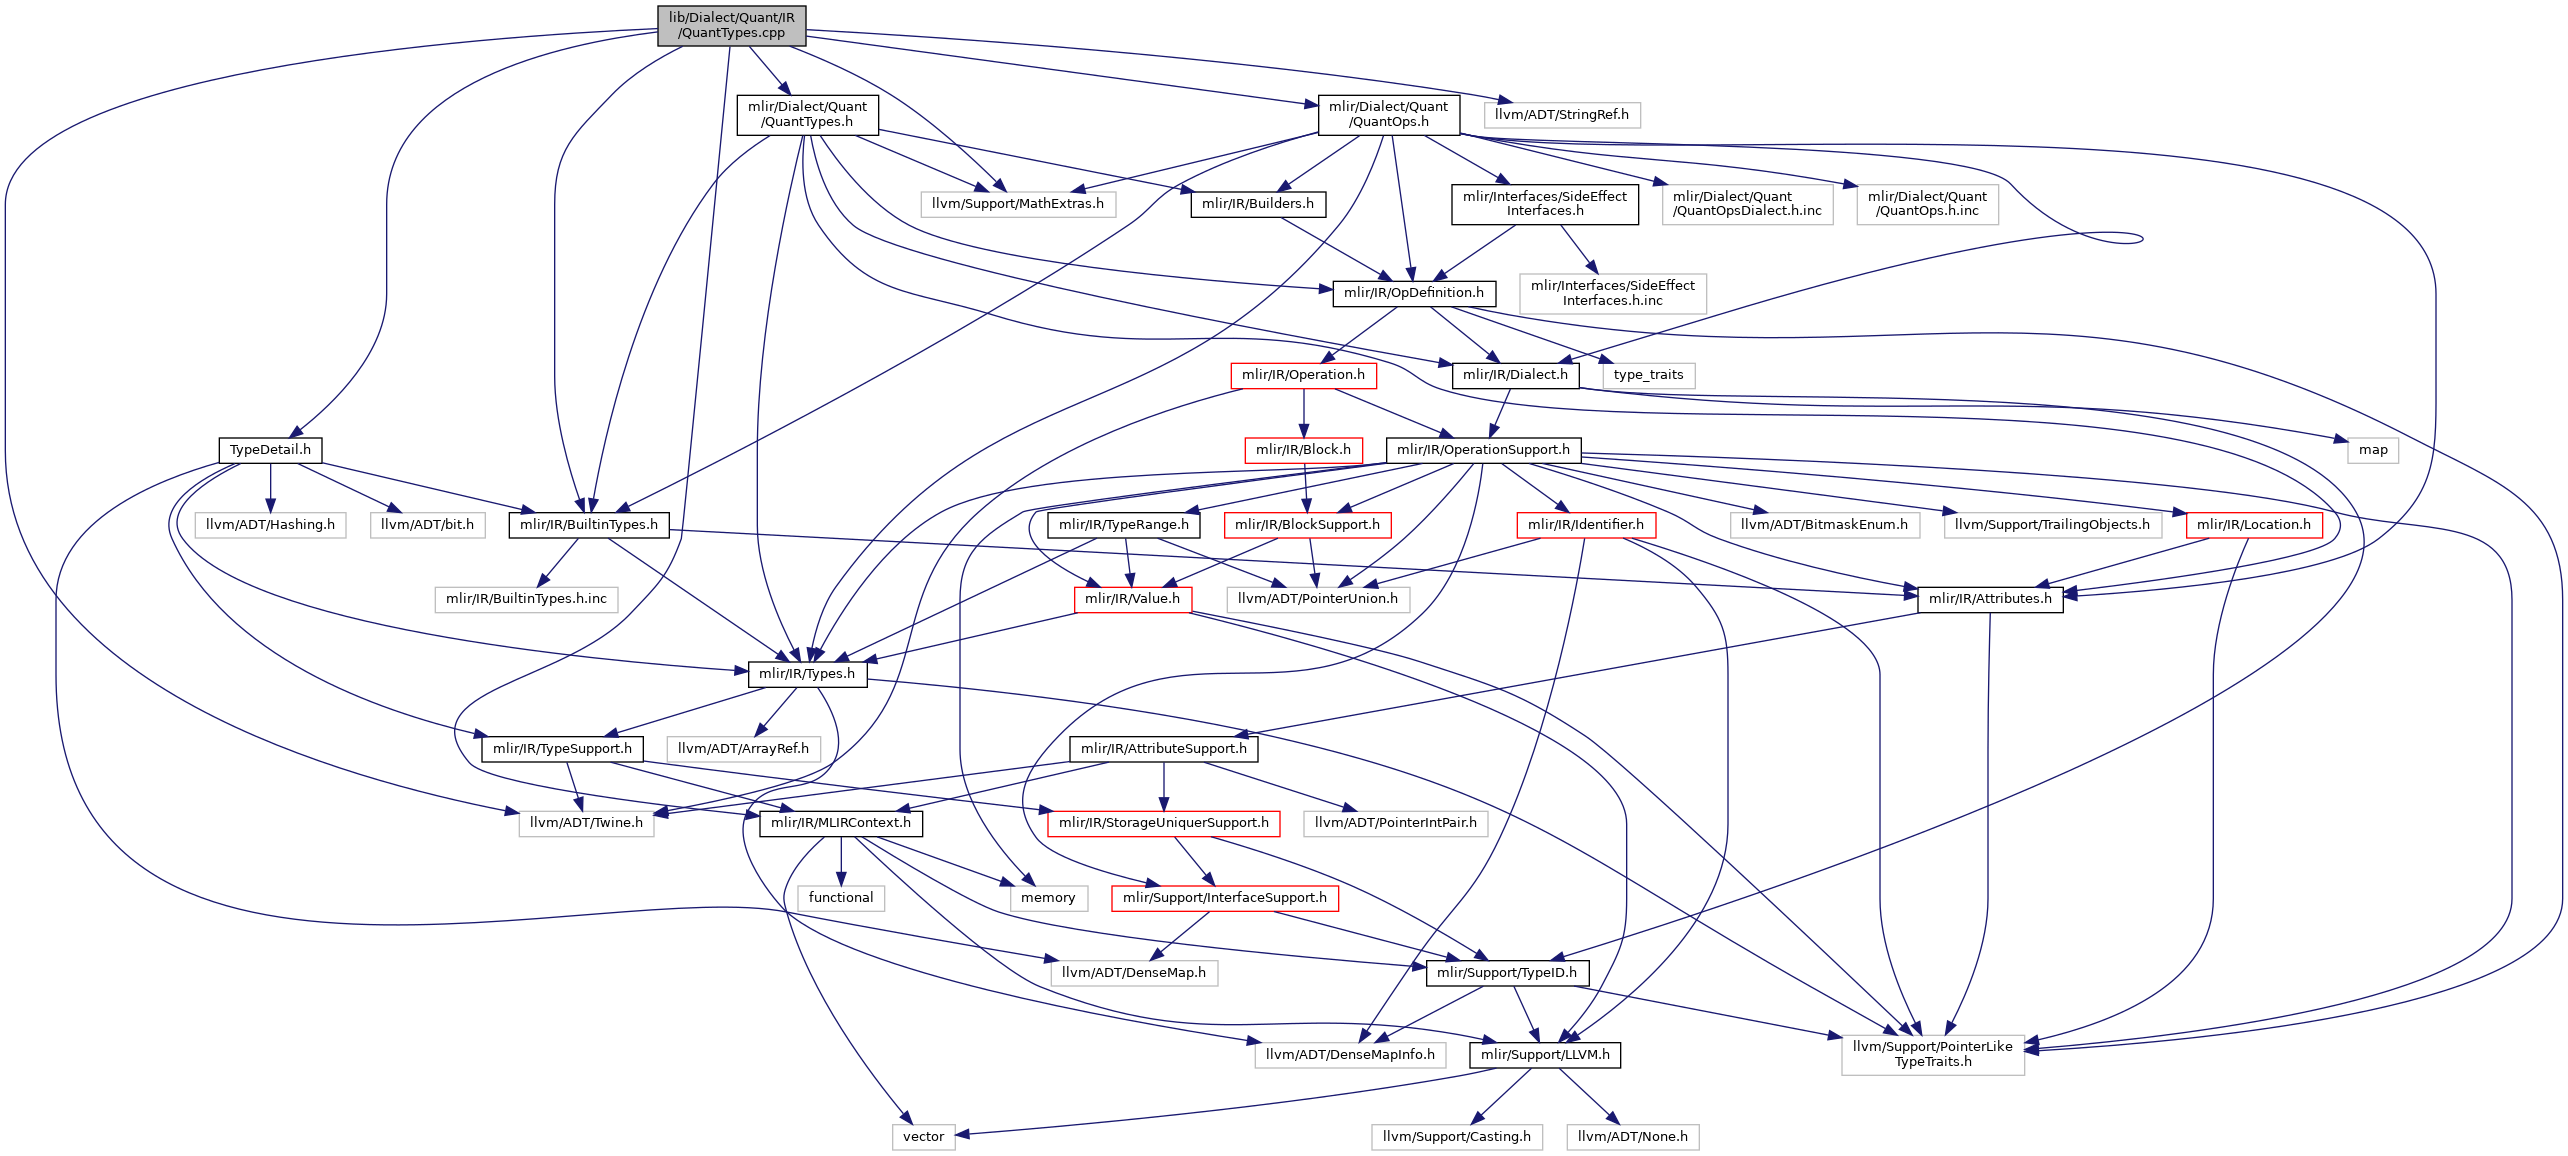 lib/Dialect/Quant/IR
/QuantTypes.cpp
mlir/Dialect/Quant
/QuantTypes.h
mlir/Dialect/Quant
/QuantOps.h
llvm/ADT/StringRef.h
llvm/Support/MathExtras.h
mlir/IR/Builders.h
mlir/Interfaces/SideEffect
Interfaces.h
mlir/Dialect/Quant
/QuantOpsDialect.h.inc
mlir/Dialect/Quant
/QuantOps.h.inc
mlir/IR/OpDefinition.h
mlir/Interfaces/SideEffect
Interfaces.h.inc
mlir/IR/Operation.h
mlir/IR/Dialect.h
type_traits
TypeDetail.h
mlir/IR/Block.h
mlir/IR/OperationSupport.h
map
llvm/ADT/Hashing.h
llvm/ADT/bit.h
mlir/IR/BuiltinTypes.h
mlir/IR/TypeRange.h
mlir/IR/BlockSupport.h
mlir/IR/Identifier.h
llvm/ADT/BitmaskEnum.h
llvm/Support/TrailingObjects.h
mlir/IR/Location.h
mlir/IR/BuiltinTypes.h.inc
mlir/IR/Value.h
llvm/ADT/PointerUnion.h
mlir/IR/Attributes.h
mlir/IR/Types.h
mlir/IR/TypeSupport.h
llvm/ADT/ArrayRef.h
mlir/IR/AttributeSupport.h
llvm/ADT/Twine.h
mlir/IR/MLIRContext.h
mlir/IR/StorageUniquerSupport.h
llvm/ADT/PointerIntPair.h
functional
memory
mlir/Support/InterfaceSupport.h
llvm/ADT/DenseMap.h
mlir/Support/TypeID.h
llvm/ADT/DenseMapInfo.h
mlir/Support/LLVM.h
llvm/Support/PointerLike
TypeTraits.h
vector
llvm/Support/Casting.h
llvm/ADT/None.h